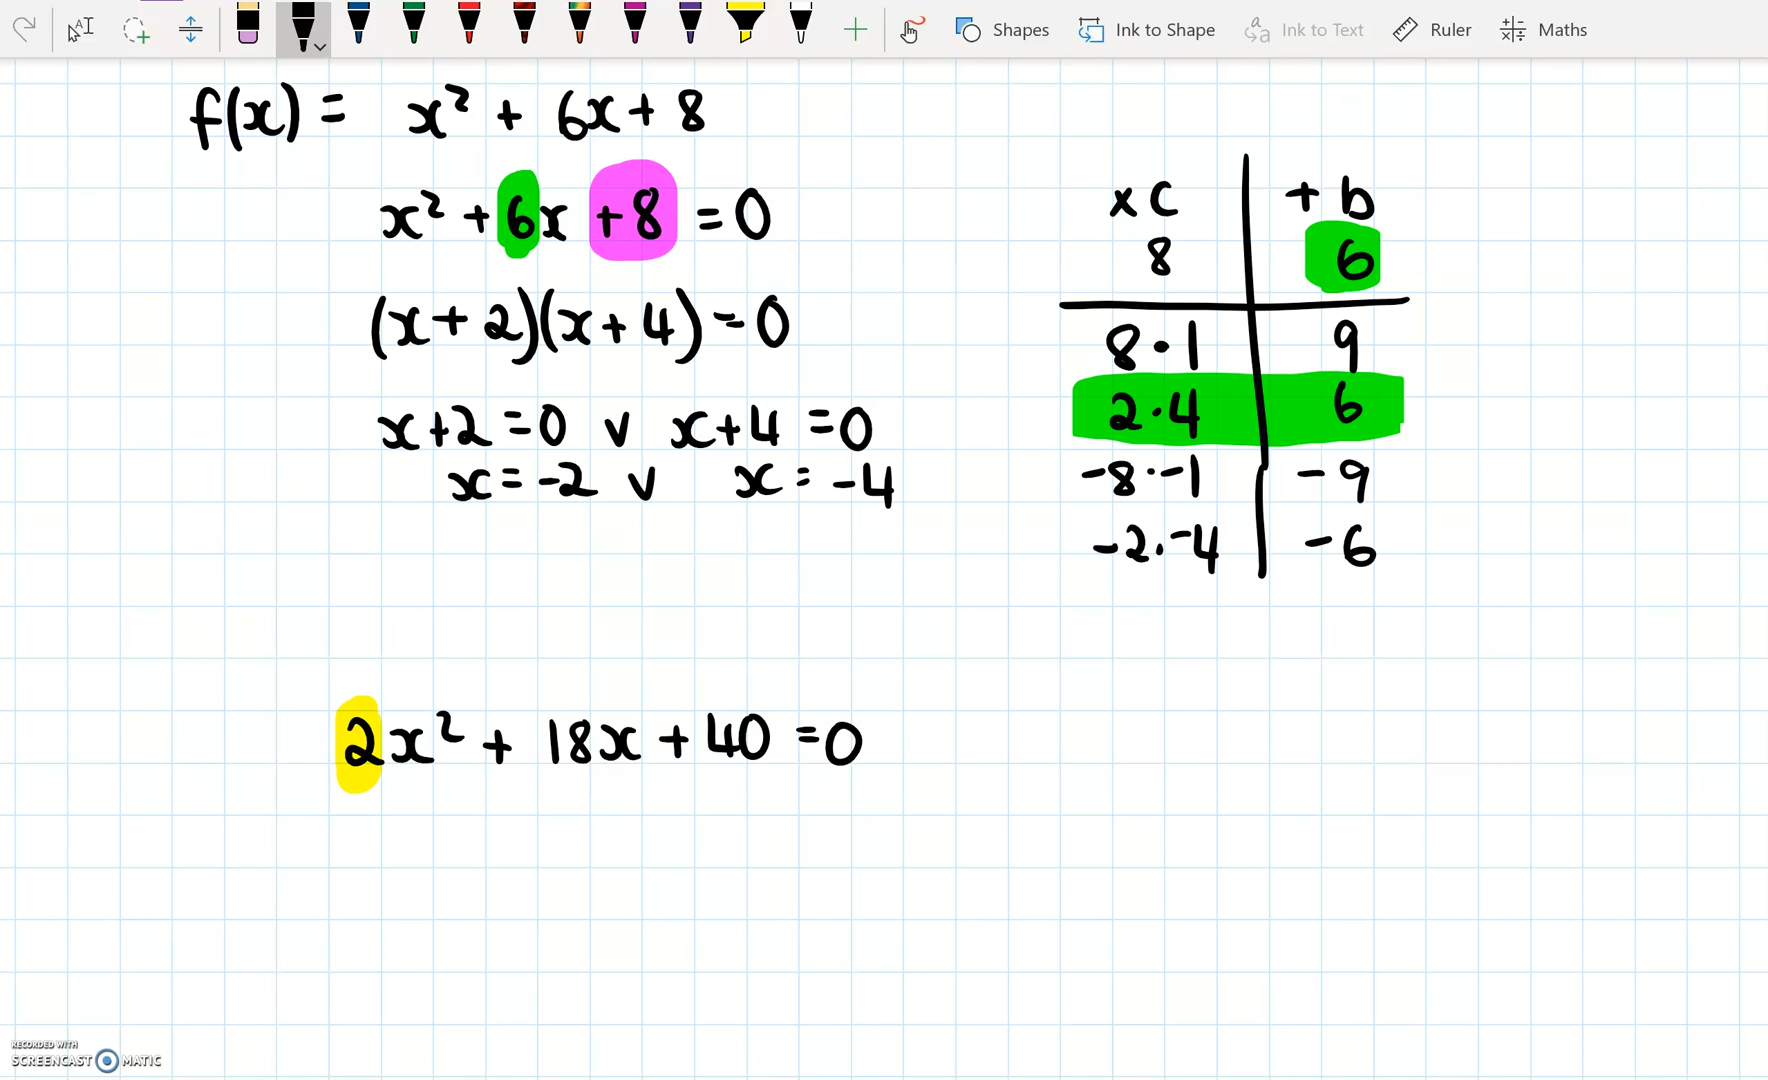 Shapes Ink to Shape Ink to Text Ruler Maths
f(x) = x² + 6x + 8
x² + 6x + 8 = 0
(x + 2)(x + 4) = 0
x + 2 = 0 v x + 4 = 0
x = -2 v x = -4
x c + b
8 6
8 · 1 9
2 · 4 6
-8 · -1 -9
-2 · -4 -6
2x² + 18x + 40 = 0
RECORDED WITH
SCREENCAST MATIC